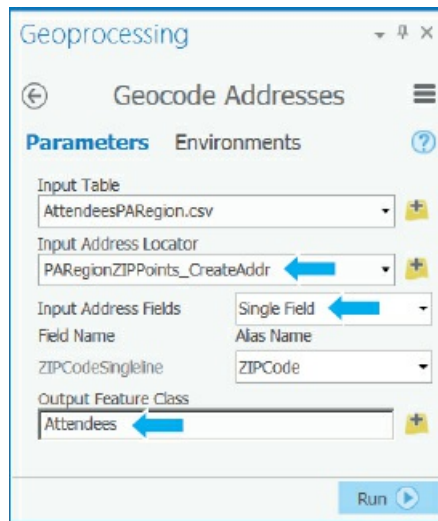 Geoprocessing
Geocode Addresses
Parameters Environments
Input Table
AttendeesPARegion.csv
Input Address Locator
PARegionZIPPoints_CreateAddr
Input Address Fields Single Field
Field Name Alias Name
ZIPCodeSingleline ZIPCode
Output Feature Class
Attendees
Run